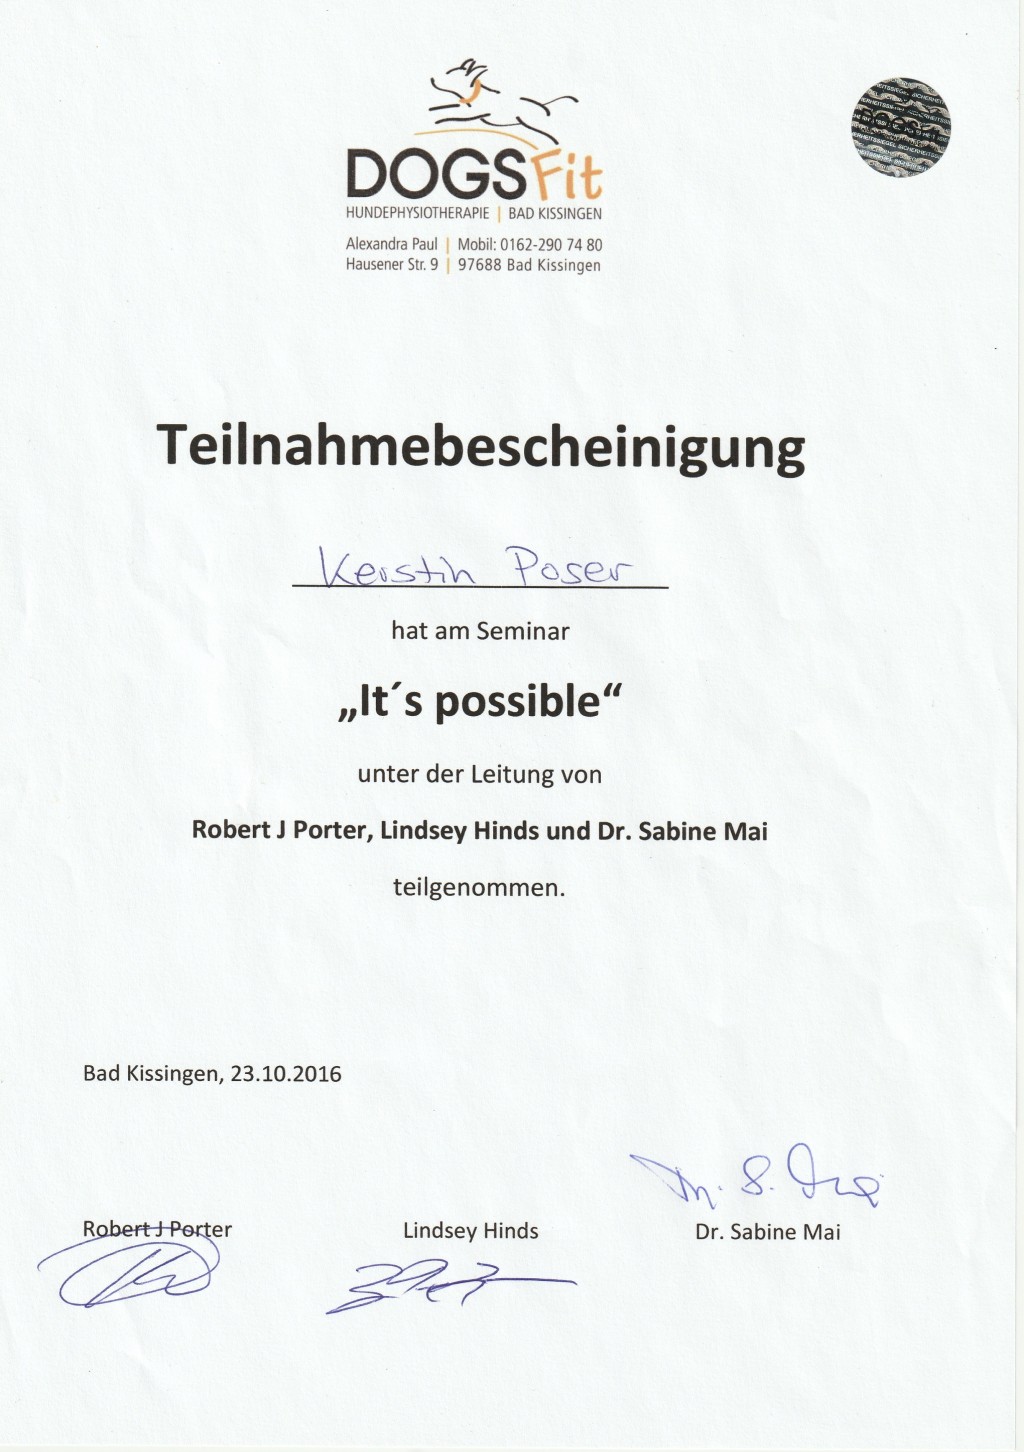 DOGSFit
HUNDEPHYSIOTHERAPIE | BAD KISSINGEN
Alexandra Paul | Mobil: 0162-290 74 80
Hausener Str. 9 | 97688 Bad Kissingen
Teilnahmebescheinigung
Kerstin Poser
hat am Seminar
„It´s possible“
unter der Leitung von
Robert J Porter, Lindsey Hinds und Dr. Sabine Mai
teilgenommen.
Bad Kissingen, 23.10.2016
Robert J Porter Lindsey Hinds Dr. Sabine Mai